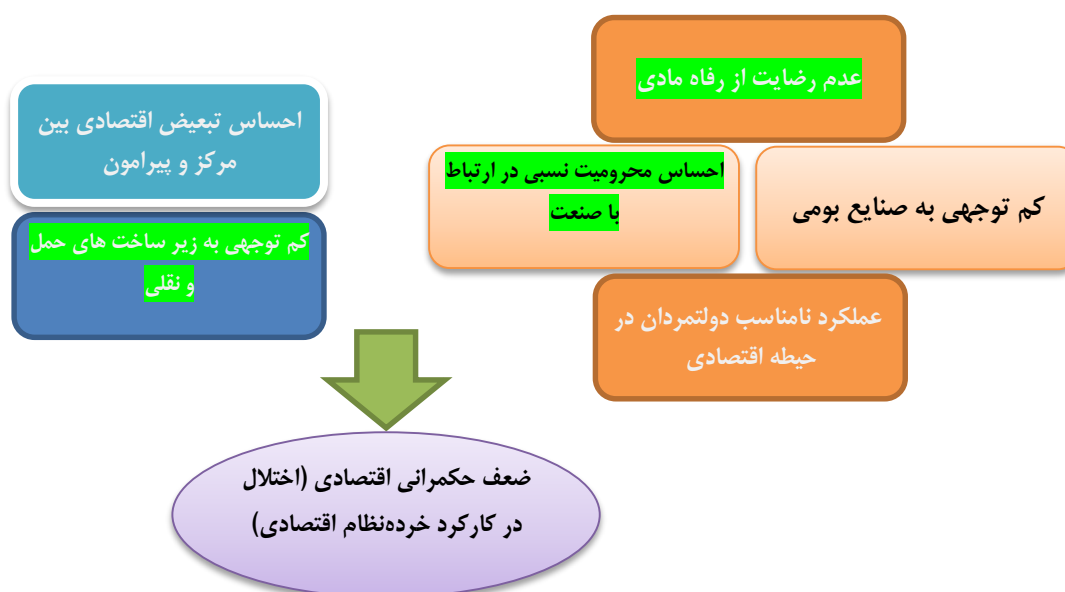 عدم رضایت از رفاه مادی
احساس تبعیض اقتصادی بین
مرکز و پیرامون
احساس محرومیت نسبی در ارتباط
با صنعت
کم توجهی به صنایع بومی
کم توجهی به زیر ساخت های حمل
و نقلی
عملکرد نامناسب دولتمردان در
حیطه اقتصادی
ضعف حکمرانی اقتصادی (اختلال
در کارکرد خرده‌نظام اقتصادی)